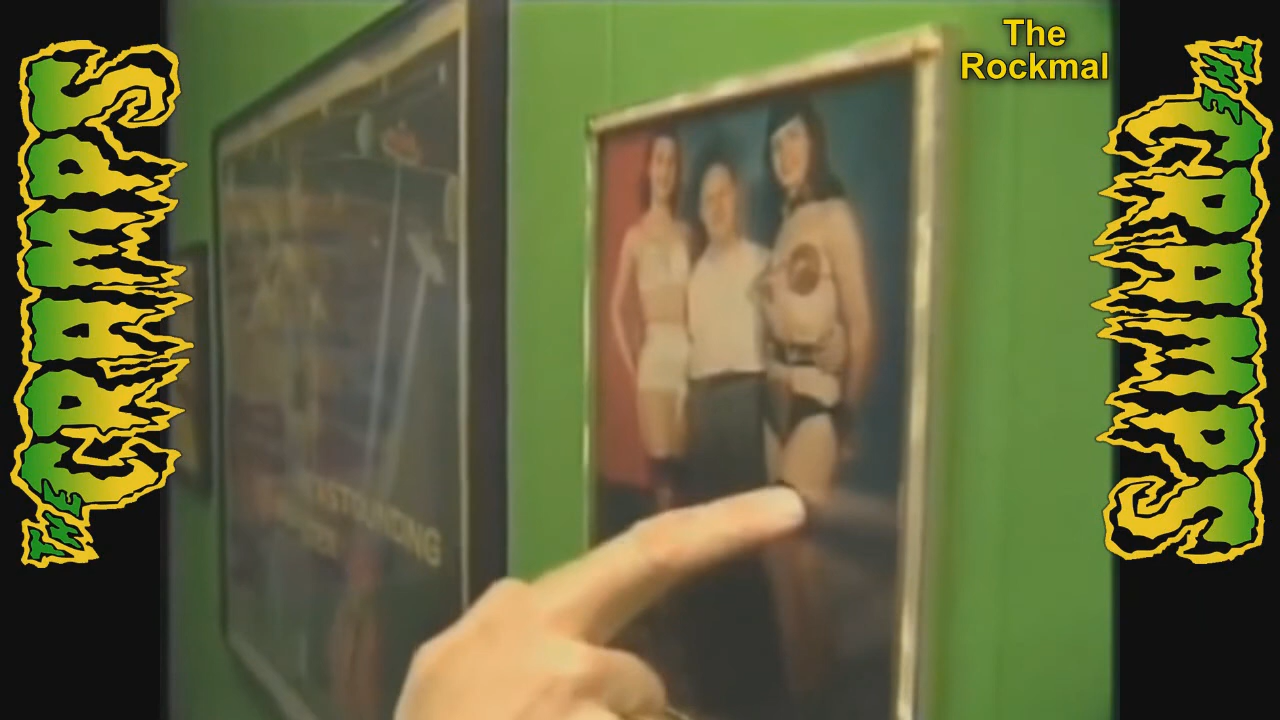 THE CRAMPS
The
Rockmal
THE CRAMPS
ASTOUNDING